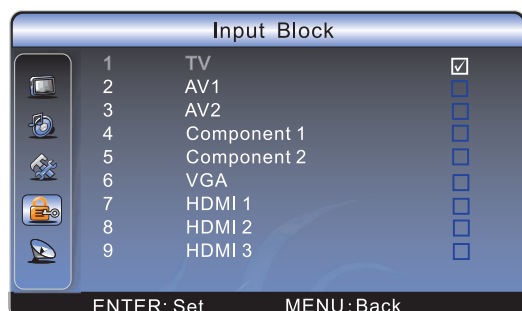 Input Block
1 TV
2 AV1
3 AV2
4 Component 1
5 Component 2
6 VGA
7 HDMI 1
8 HDMI 2
9 HDMI 3
ENTER: Set MENU: Back